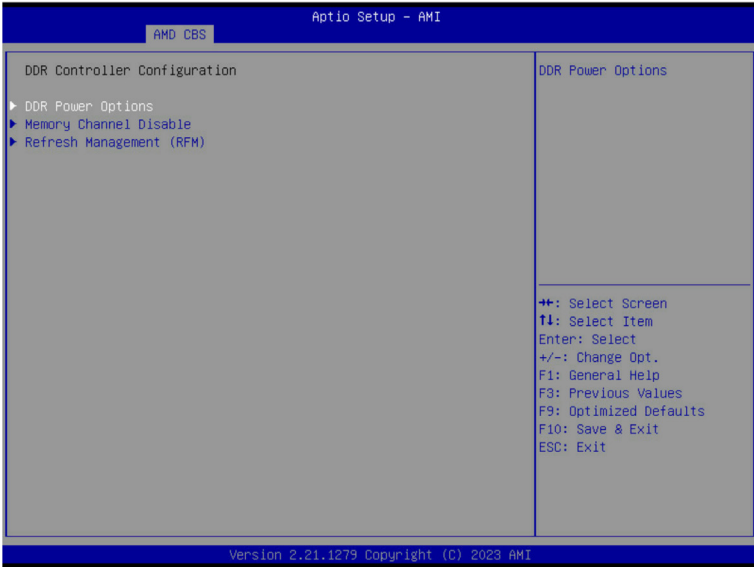 Aptio Setup – AMI
AMD CBS
DDR Controller Configuration
DDR Power Options
Memory Channel Disable
Refresh Management (RFM)
DDR Power Options
→←: Select Screen
↑↓: Select Item
Enter: Select
+/-: Change Opt.
F1: General Help
F3: Previous Values
F9: Optimized Defaults
F10: Save & Exit
ESC: Exit
Version 2.21.1279 Copyright (C) 2023 AMI